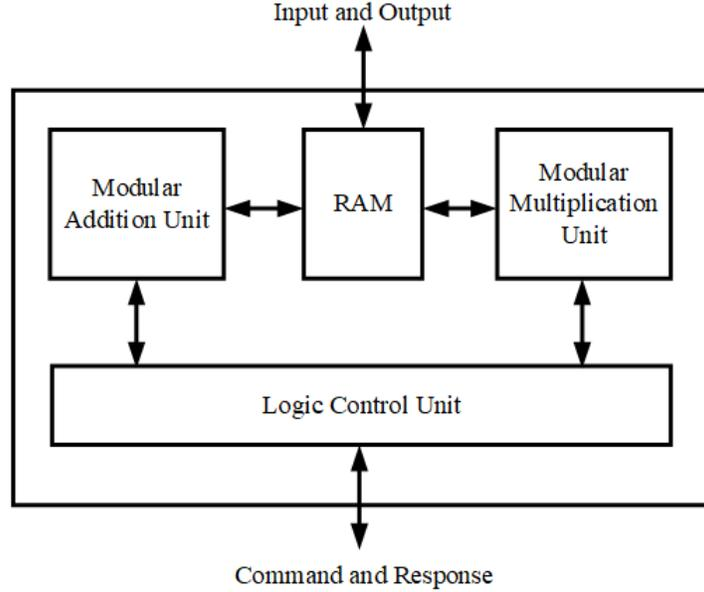 Input and Output
Modular
Addition Unit
RAM
Modular
Multiplication
Unit
Logic Control Unit
Command and Response